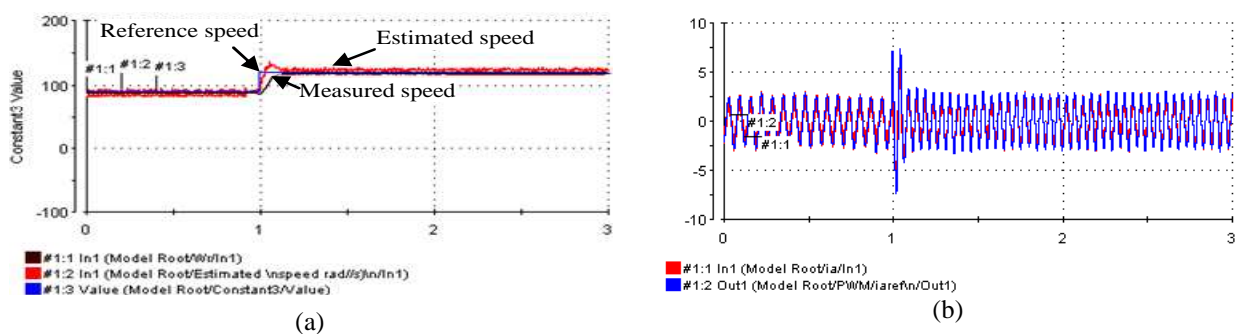 200
100
0
-100
Constant3 Value
Reference speed
Estimated speed
Measured speed
#1:1
#1:2
#1:3
0
1
2
3
#1:1 In1 (Model Root/Wr/In1)
#1:2 In1 (Model Root/Estimated \nspeed rad//s)\n/In1)
#1:3 Value (Model Root/Constant3/Value)
(a)
10
5
0
-5
-10
#1:2
#1:1
0
1
2
3
#1:1 In1 (Model Root/ia/In1)
#1:2 Out1 (Model Root/PWM/iaref\n/Out1)
(b)